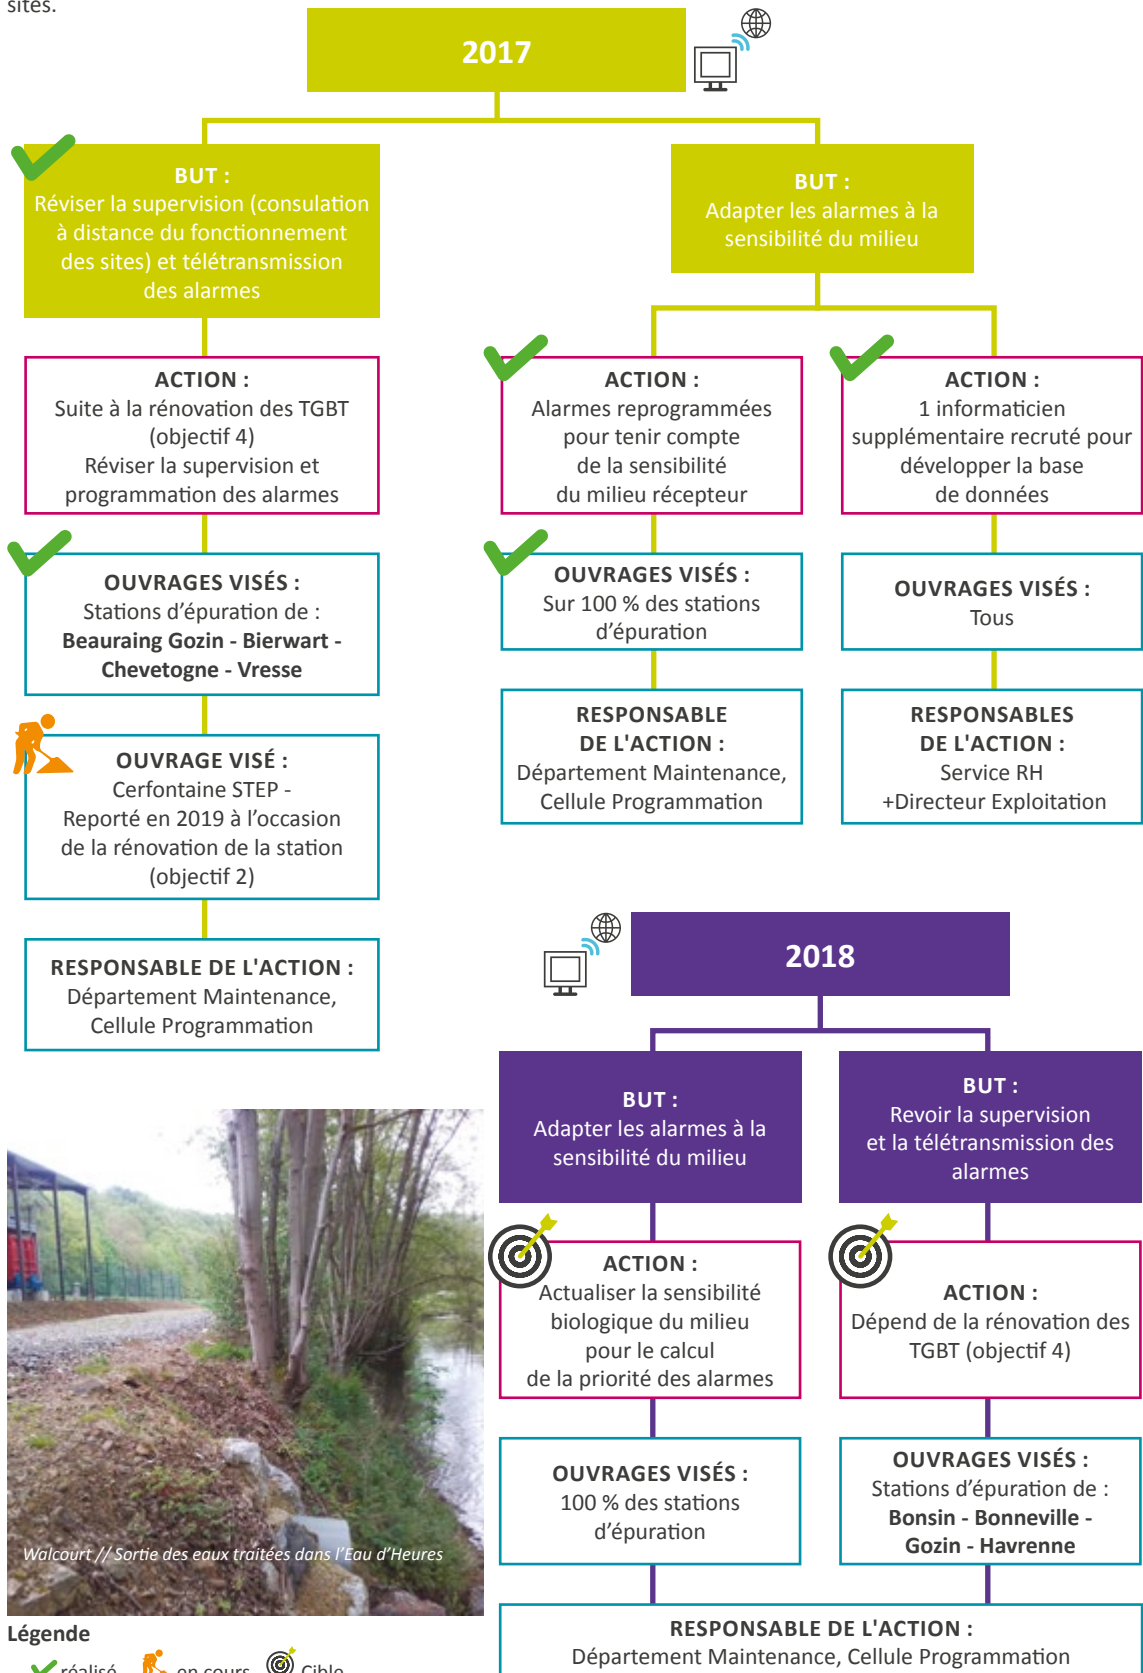 sites.
2017
BUT :
Réviser la supervision (consulation
à distance du fonctionnement
des sites) et télétransmission
des alarmes
ACTION :
Suite à la rénovation des TGBT
(objectif 4)
Réviser la supervision et
programmation des alarmes
OUVRAGES VISÉS :
Stations d'épuration de :
Beauraing Gozin - Bierwart -
Chevetogne - Vresse
OUVRAGE VISÉ :
Cerfontaine STEP -
Reporté en 2019 à l’occasion
de la rénovation de la station
(objectif 2)
RESPONSABLE DE L'ACTION :
Département Maintenance,
Cellule Programmation
BUT :
Adapter les alarmes à la
sensibilité du milieu
ACTION :
Alarmes reprogrammées
pour tenir compte
de la sensibilité
du milieu récepteur
OUVRAGES VISÉS :
Sur 100 % des stations
d'épuration
RESPONSABLE
DE L'ACTION :
Département Maintenance,
Cellule Programmation
ACTION :
1 informaticien
supplémentaire recruté pour
développer la base
de données
OUVRAGES VISÉS :
Tous
RESPONSABLES
DE L'ACTION :
Service RH
+Directeur Exploitation
2018
BUT :
Adapter les alarmes à la
sensibilité du milieu
ACTION :
Actualiser la sensibilité
biologique du milieu
pour le calcul
de la priorité des alarmes
OUVRAGES VISÉS :
100 % des stations
d'épuration
BUT :
Revoir la supervision
et la télétransmission des
alarmes
ACTION :
Dépend de la rénovation des
TGBT (objectif 4)
OUVRAGES VISÉS :
Stations d'épuration de :
Bonsin - Bonneville -
Gozin - Havrenne
RESPONSABLE DE L'ACTION :
Département Maintenance, Cellule Programmation
Walcourt // Sortie des eaux traitées dans l’Eau d’Heures
Légende
réalisé en cours Cible